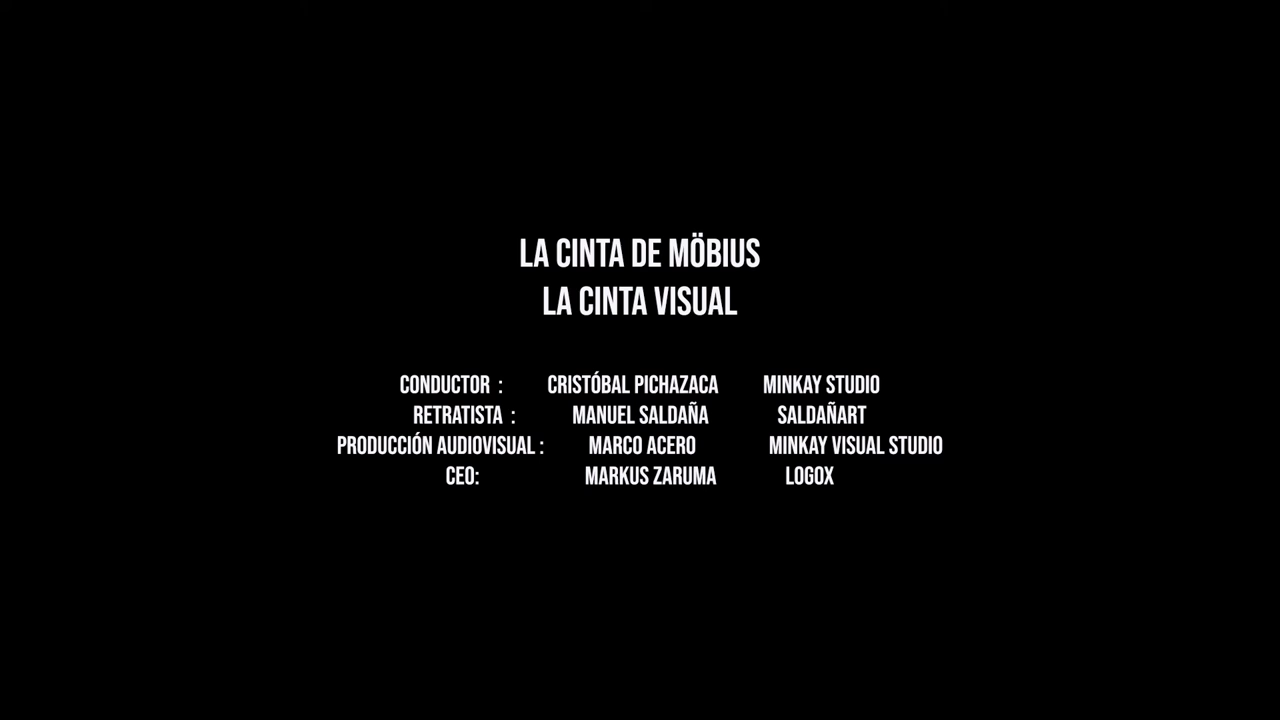 LA CINTA DE MÖBIUS
LA CINTA VISUAL
CONDUCTOR : CRISTÓBAL PICHAZACA MINKAY STUDIO
RETRATISTA : MANUEL SALDAÑA SALDAÑART
PRODUCCIÓN AUDIOVISUAL : MARCO ACERO MINKAY VISUAL STUDIO
CEO: MARKUS ZARUMA LOGOX